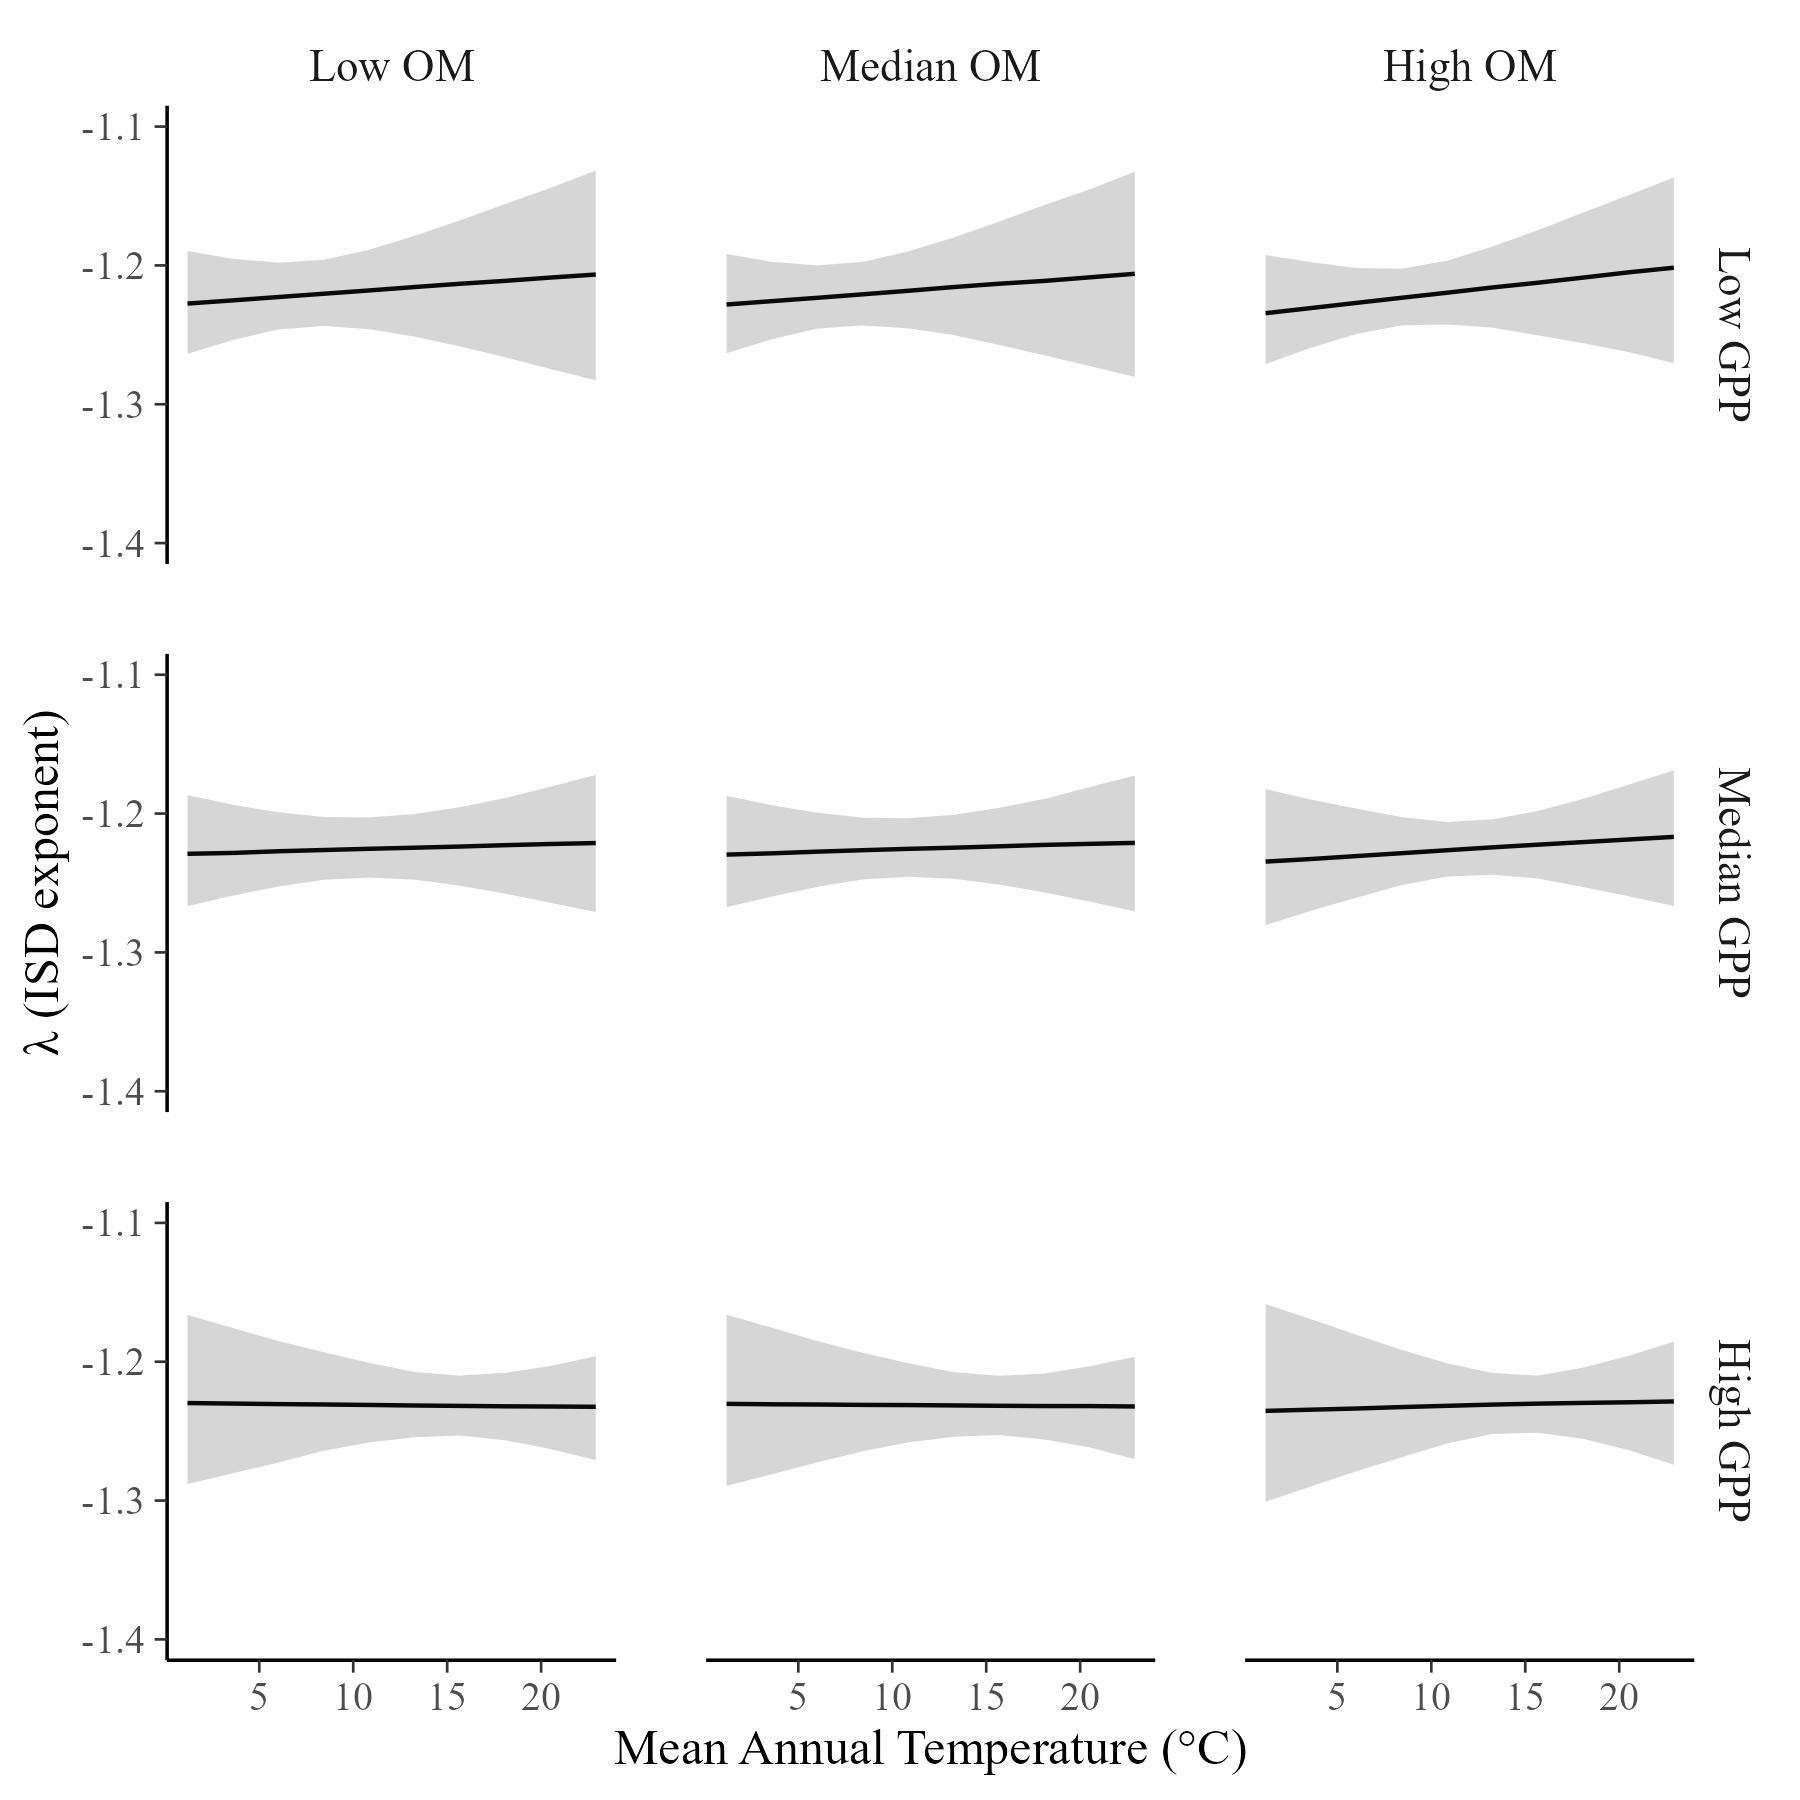 Low OM Median OM High OM
-1.1
-1.2
-1.3
-1.4
Low GPP
-1.1
-1.2
-1.3
-1.4
Median GPP
λ (ISD exponent)
-1.1
-1.2
-1.3
-1.4
High GPP
5 10 15 20 5 10 15 20 5 10 15 20
Mean Annual Temperature (°C)